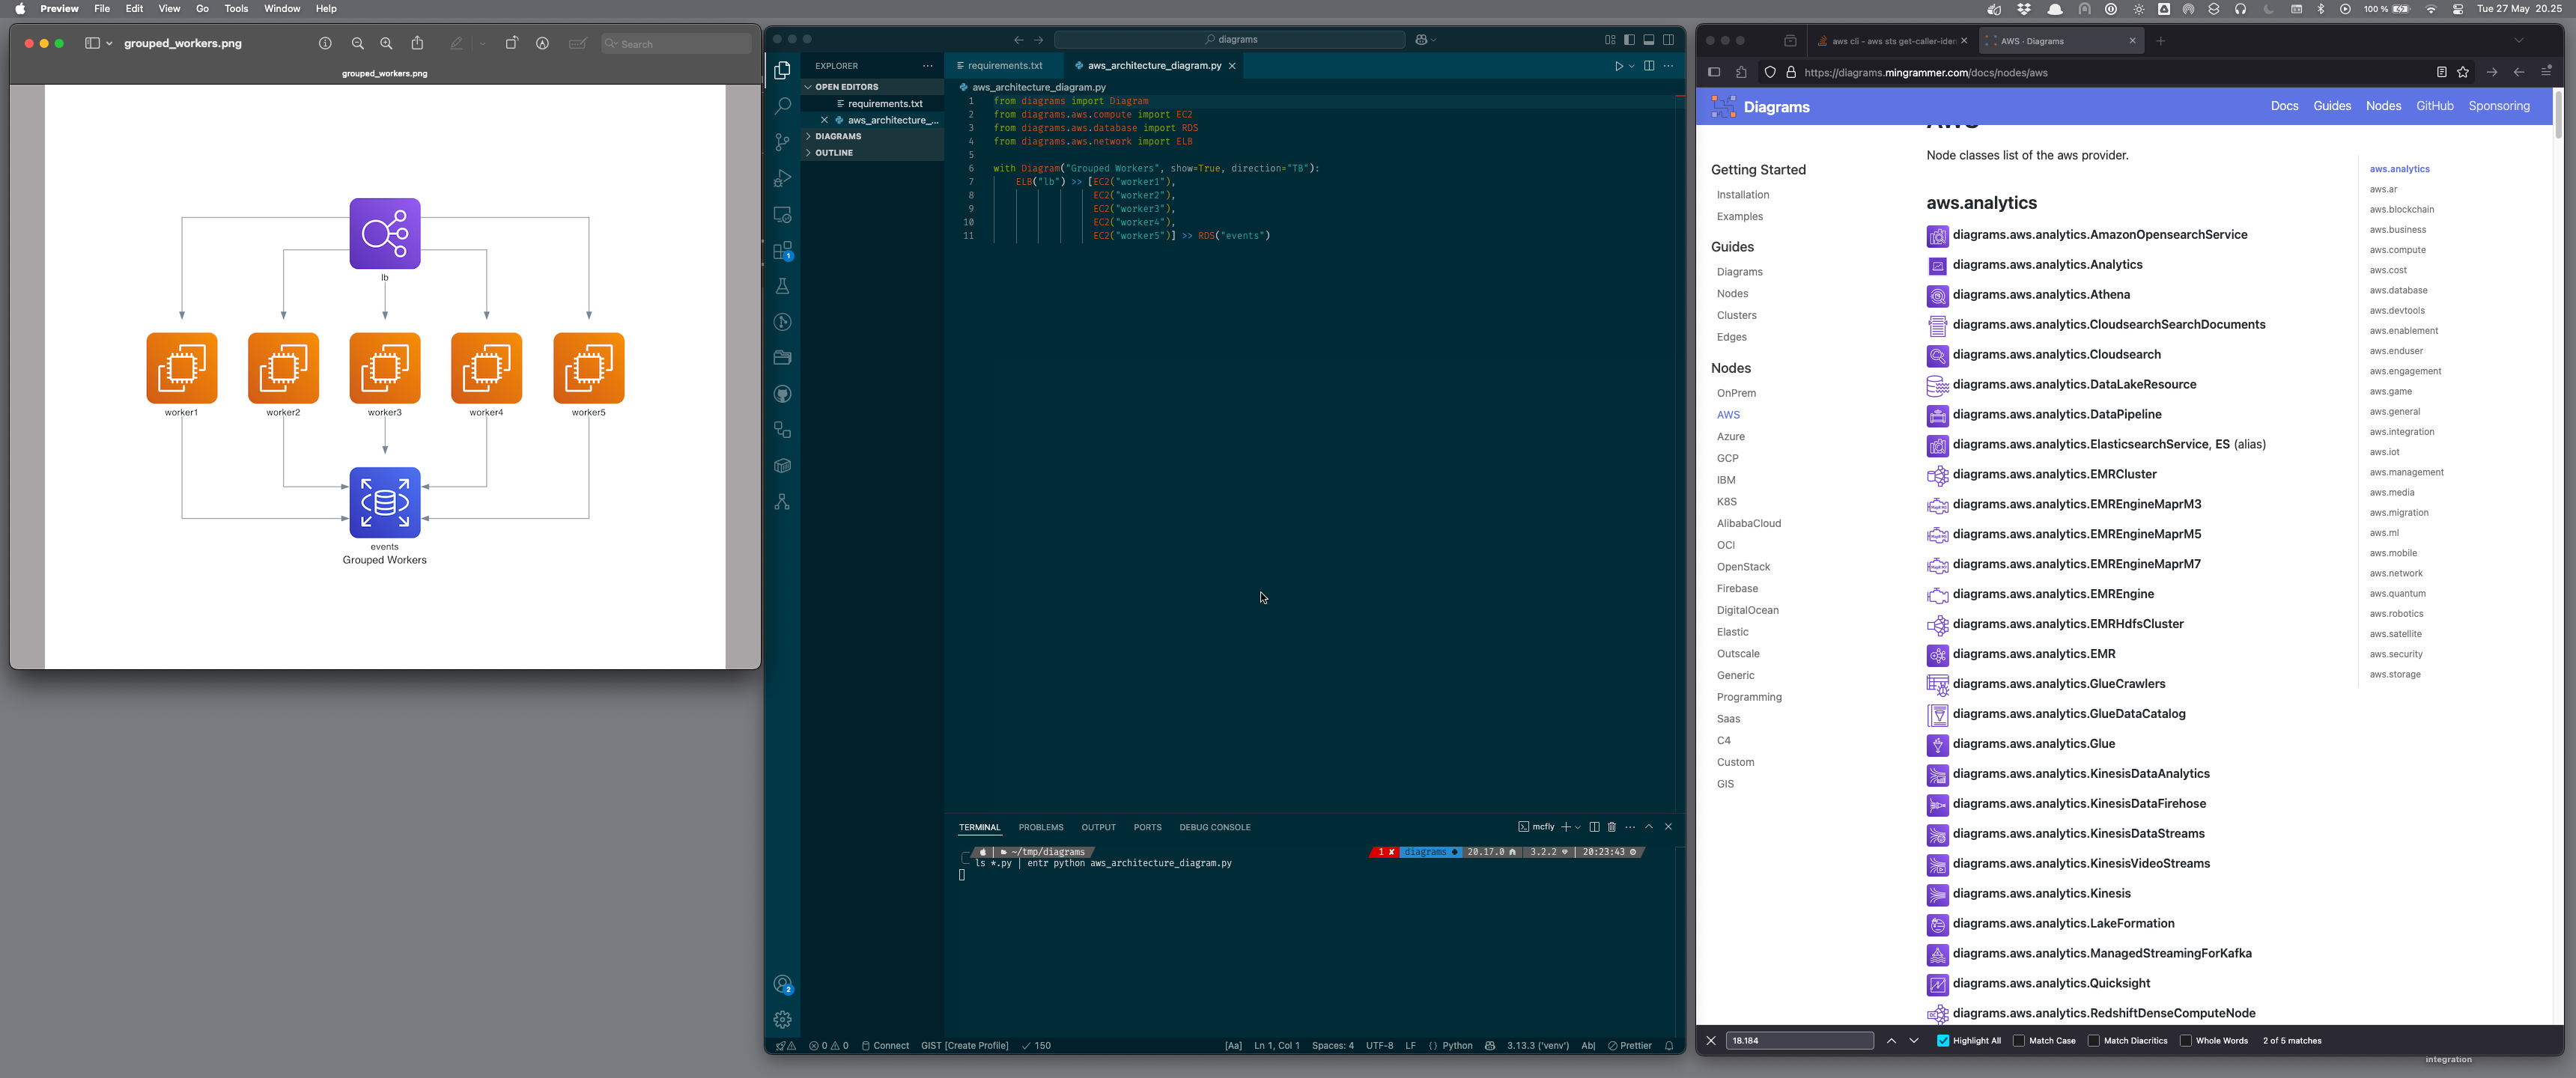 Preview File Edit View Go Tools Window Help
100 % Tue 27 May 20.25
grouped_workers.png
Search
grouped_workers.png
lb
worker1 worker2 worker3 worker4 worker5
events
Grouped Workers
diagrams
EXPLORER
OPEN EDITORS
requirements.txt
aws_architecture_...
DIAGRAMS
OUTLINE
1
2
requirements.txt aws_architecture_diagram.py
aws_architecture_diagram.py
1 from diagrams import Diagram
2 from diagrams.aws.compute import EC2
3 from diagrams.aws.database import RDS
4 from diagrams.aws.network import ELB
5
6 with Diagram("Grouped Workers", show=True, direction="TB"):
7 ELB("lb") >> [EC2("worker1"),
8 EC2("worker2"),
9 EC2("worker3"),
10 EC2("worker4"),
11 EC2("worker5")] >> RDS("events")
TERMINAL PROBLEMS OUTPUT PORTS DEBUG CONSOLE
mcfly
~/tmp/diagrams
1 ✘ diagrams 20.17.0 3.2.2 20:23:43
ls *.py | entr python aws_architecture_diagram.py
0 0 Connect GIST [Create Profile] 150
[Aa] Ln 1, Col 1 Spaces: 4 UTF-8 LF {} Python 3.13.3 ('venv') Ab| Prettier
aws cli - aws sts get-caller-iden
AWS · Diagrams
https://diagrams.mingrammer.com/docs/nodes/aws
Diagrams
Docs Guides Nodes GitHub Sponsoring
Getting Started
Installation
Examples
Guides
Diagrams
Nodes
Clusters
Edges
Nodes
OnPrem
AWS
Azure
GCP
IBM
K8S
AlibabaCloud
OCI
OpenStack
Firebase
DigitalOcean
Elastic
Outscale
Generic
Programming
Saas
C4
Custom
GIS
AWS
Node classes list of the aws provider.
aws.analytics
diagrams.aws.analytics.AmazonOpensearchService
diagrams.aws.analytics.Analytics
diagrams.aws.analytics.Athena
diagrams.aws.analytics.CloudsearchSearchDocuments
diagrams.aws.analytics.Cloudsearch
diagrams.aws.analytics.DataLakeResource
diagrams.aws.analytics.DataPipeline
diagrams.aws.analytics.ElasticsearchService, ES (alias)
diagrams.aws.analytics.EMRCluster
diagrams.aws.analytics.EMREngineMaprM3
diagrams.aws.analytics.EMREngineMaprM5
diagrams.aws.analytics.EMREngineMaprM7
diagrams.aws.analytics.EMREngine
diagrams.aws.analytics.EMRHdfsCluster
diagrams.aws.analytics.EMR
diagrams.aws.analytics.GlueCrawlers
diagrams.aws.analytics.GlueDataCatalog
diagrams.aws.analytics.Glue
diagrams.aws.analytics.KinesisDataAnalytics
diagrams.aws.analytics.KinesisDataFirehose
diagrams.aws.analytics.KinesisDataStreams
diagrams.aws.analytics.KinesisVideoStreams
diagrams.aws.analytics.Kinesis
diagrams.aws.analytics.LakeFormation
diagrams.aws.analytics.ManagedStreamingForKafka
diagrams.aws.analytics.Quicksight
diagrams.aws.analytics.RedshiftDenseComputeNode
aws.analytics
aws.ar
aws.blockchain
aws.business
aws.compute
aws.cost
aws.database
aws.devtools
aws.enablement
aws.enduser
aws.engagement
aws.game
aws.general
aws.integration
aws.iot
aws.management
aws.media
aws.migration
aws.ml
aws.mobile
aws.network
aws.quantum
aws.robotics
aws.satellite
aws.security
aws.storage
18.184 Highlight All Match Case Match Diacritics Whole Words 2 of 5 matches
integration